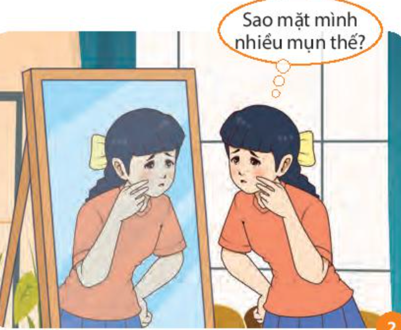 Sao mặt mình
nhiều mụn thế?
2